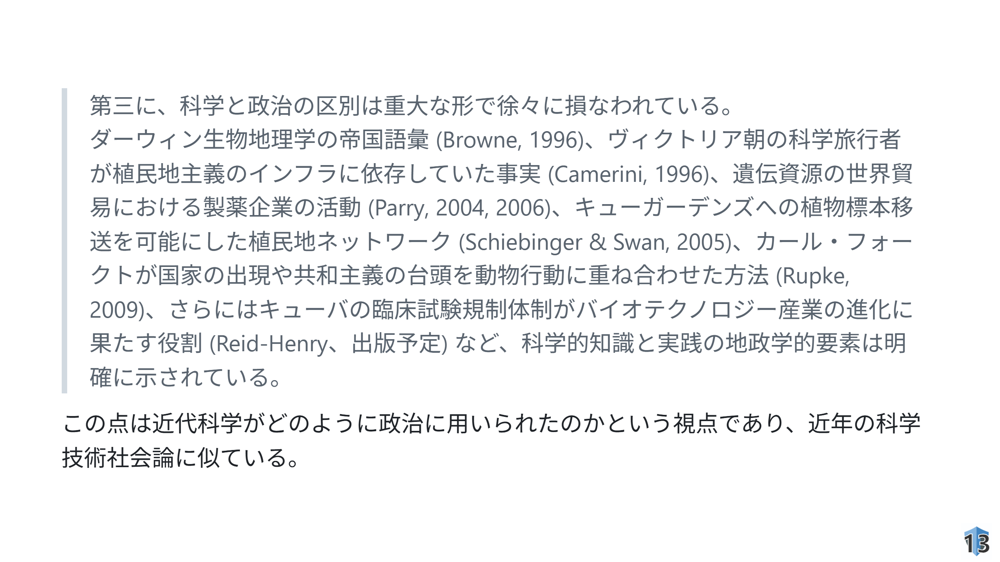 第三に、科学と政治の区別は重大な形で徐々に損なわれている。
ダーウィン生物地理学の帝国語彙 (Browne, 1996)、ヴィクトリア朝の科学旅行者
が植民地主義のインフラに依存していた事実 (Camerini, 1996)、遺伝資源の世界貿
易における製薬企業の活動 (Parry, 2004, 2006)、キューガーデンズへの植物標本移
送を可能にした植民地ネットワーク (Schiebinger & Swan, 2005)、カール・フォー
クトが国家の出現や共和主義の台頭を動物行動に重ね合わせた方法 (Rupke,
2009)、さらにはキューバの臨床試験規制体制がバイオテクノロジー産業の進化に
果たす役割 (Reid-Henry、出版予定) など、科学的知識と実践の地政学的要素は明
確に示されている。
この点は近代科学がどのように政治に用いられたのかという視点であり、近年の科学
技術社会論に似ている。
13